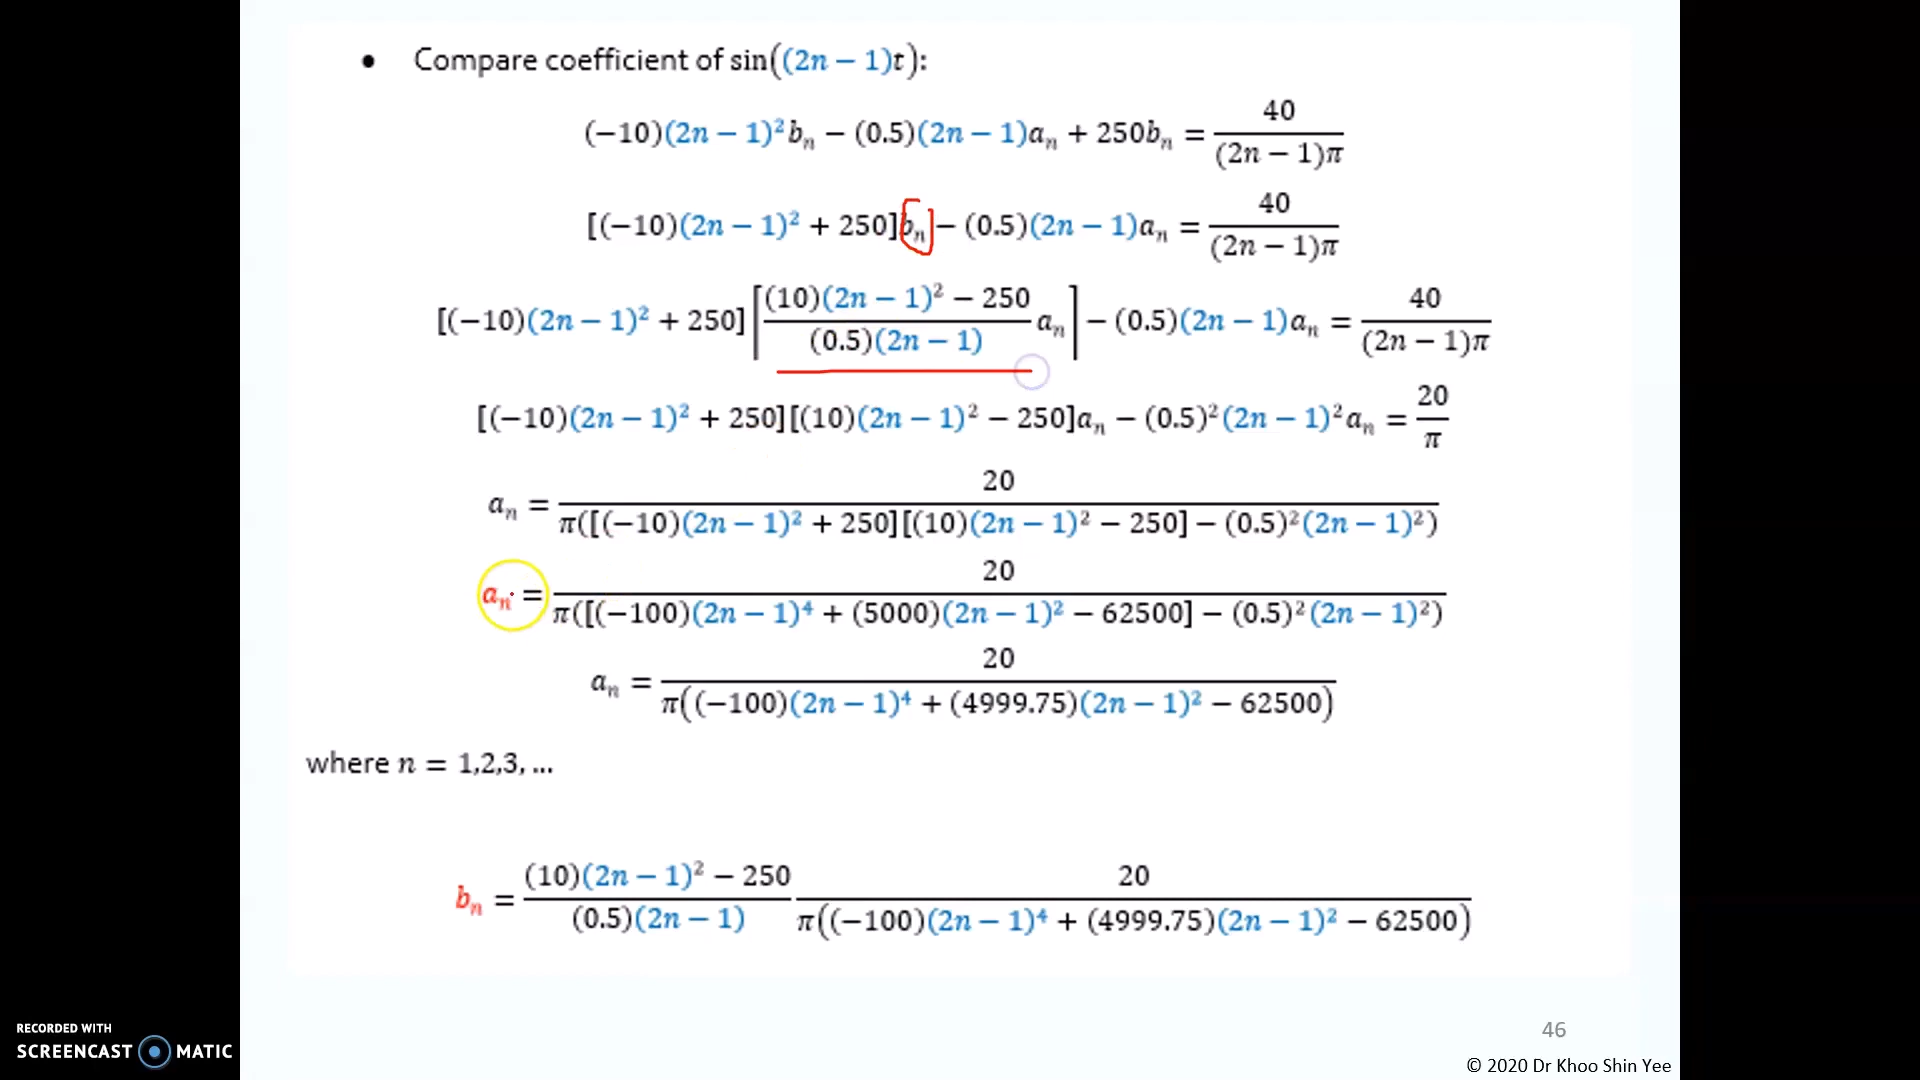 • Compare coefficient of sin((2n − 1)t):
(−10)(2n − 1)²bₙ − (0.5)(2n − 1)aₙ + 250bₙ = 40/((2n − 1)π)
[(−10)(2n − 1)² + 250]bₙ − (0.5)(2n − 1)aₙ = 40/((2n − 1)π)
[(−10)(2n − 1)² + 250][((10)(2n − 1)² − 250)/((0.5)(2n − 1)) aₙ] − (0.5)(2n − 1)aₙ = 40/((2n − 1)π)
[(−10)(2n − 1)² + 250][(10)(2n − 1)² − 250]aₙ − (0.5)²(2n − 1)²aₙ = 20/π
aₙ = 20/(π([(−10)(2n − 1)² + 250][(10)(2n − 1)² − 250] − (0.5)²(2n − 1)²))
aₙ = 20/(π([(−100)(2n − 1)⁴ + (5000)(2n − 1)² − 62500] − (0.5)²(2n − 1)²))
aₙ = 20/(π((−100)(2n − 1)⁴ + (4999.75)(2n − 1)² − 62500))
where n = 1,2,3, ...
bₙ = ((10)(2n − 1)² − 250)/((0.5)(2n − 1)) 20/(π((−100)(2n − 1)⁴ + (4999.75)(2n − 1)² − 62500))
46
© 2020 Dr Khoo Shin Yee
RECORDED WITH
SCREENCAST MATIC